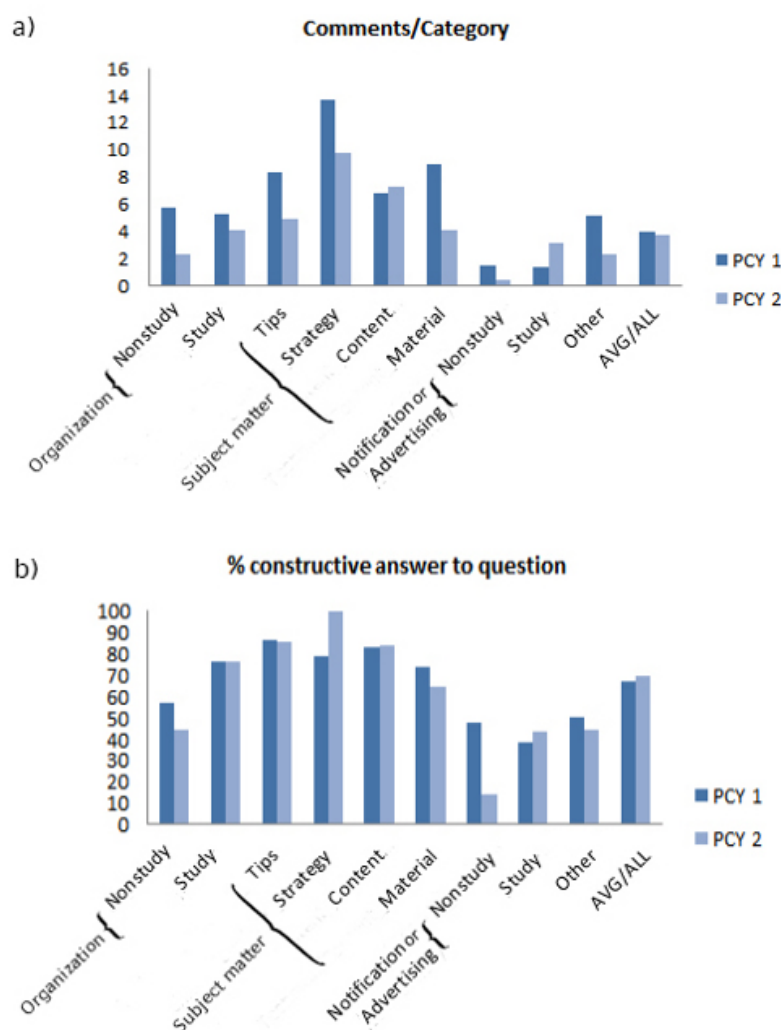 a)
Comments/Category
16
14
12
10
8
6
4
2
0
PCY 1
PCY 2
Nonstudy
Study
Tips
Strategy
Content
Material
Nonstudy
Study
Other
AVG/ALL
Organization {
Subject matter {
Notification or
Advertising {
b)
% constructive answer to question
100
90
80
70
60
50
40
30
20
10
0
PCY 1
PCY 2
Nonstudy
Study
Tips
Strategy
Content
Material
Nonstudy
Study
Other
AVG/ALL
Organization {
Subject matter {
Notification or
Advertising {